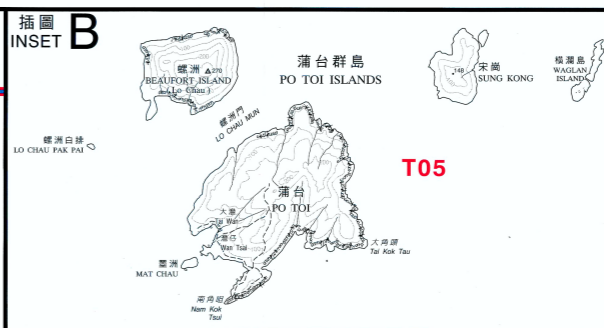 插圖
INSET B
螺洲
▲270
BEAUFORT ISLAND
(Lo Chau)
蒲台群島
PO TOI ISLANDS
宋崗
148
SUNG KONG
橫瀾島
WAGLAN
ISLAND
螺洲門
LO CHAU MUN
螺洲白排
LO CHAU PAK PAI
T05
蒲台
PO TOI
大灣
Tai Wan
灣仔
Wan Tsai
大角頭
Tai Kok Tau
墨洲
MAT CHAU
南角咀
Nam Kok
Tsui